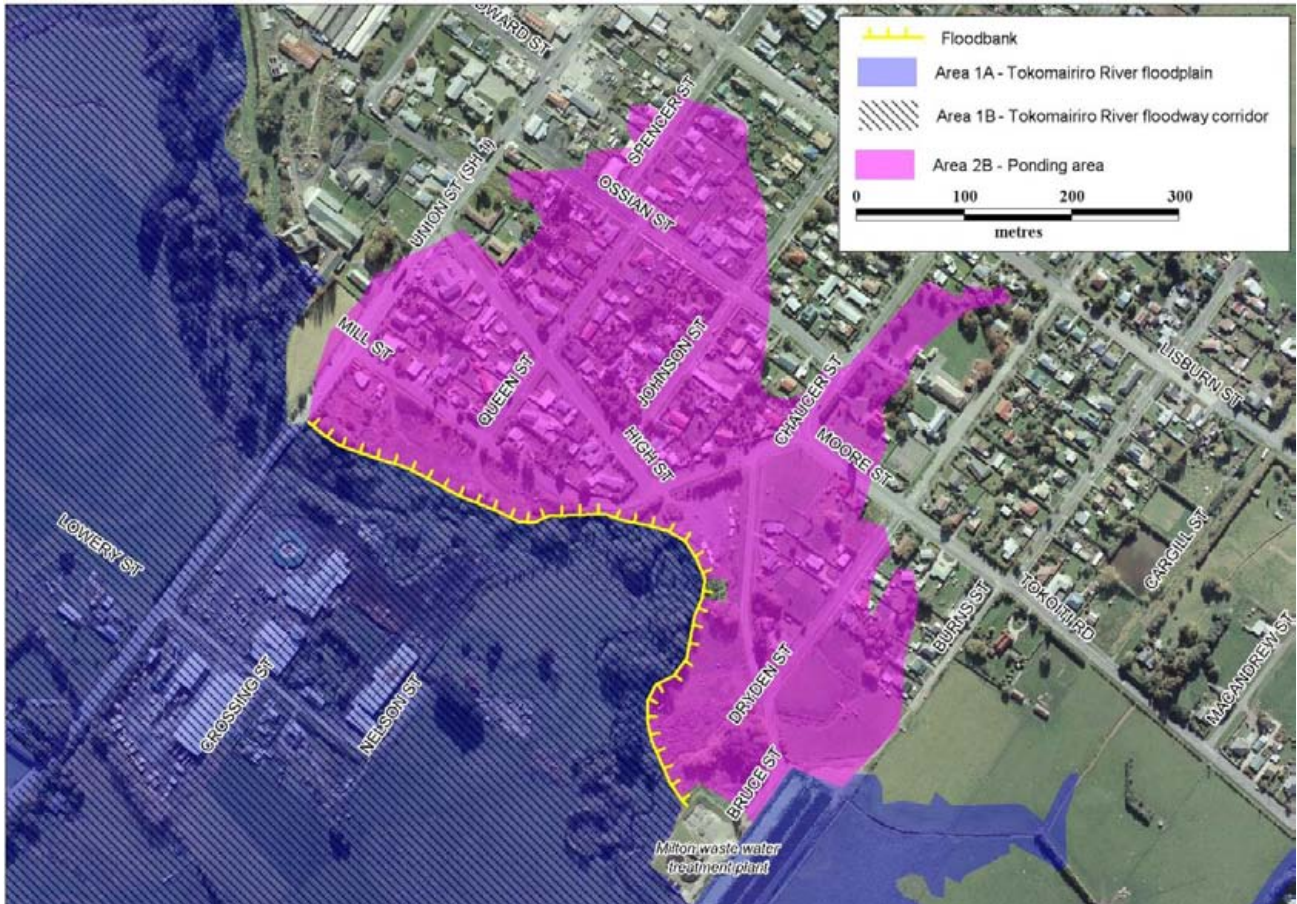 Floodbank
Area 1A - Tokomairiro River floodplain
Area 1B - Tokomairiro River floodway corridor
Area 2B - Ponding area
0 100 200 300
metres
SPENCER ST
OSSIAN ST
UNION ST (SH 1)
MILL ST
QUEEN ST
JOHNSON ST
HIGH ST
CHAUCER ST
MOORE ST
LISBURN ST
LOWERY ST
CROSSING ST
NELSON ST
DRYDEN ST
BRUCE ST
BURNS ST
TOKOITI RD
CARGILL ST
MACANDREW ST
Milton waste water
treatment plant